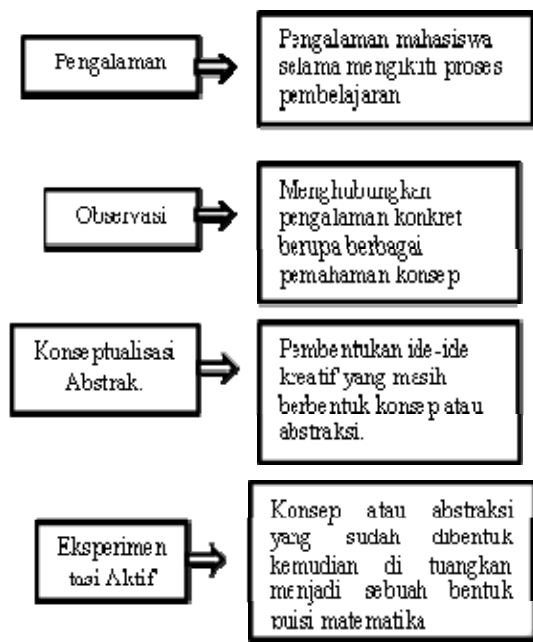 Pengalaman
Pengalaman mahasiswa
selama mengikuti proses
pembelajaran
Observasi
Menghubungkan
pengalaman konkret
berupa berbagai
pemahaman konsep
Konseptualisasi
Abstrak.
Pembentukan ide-ide
kreatif yang masih
berbentuk konsep atau
abstraksi.
Eksperimen
tasi Aktif
Konsep atau abstraksi
yang sudah dibentuk
kemudian di tuangkan
menjadi sebuah bentuk
puisi matematika